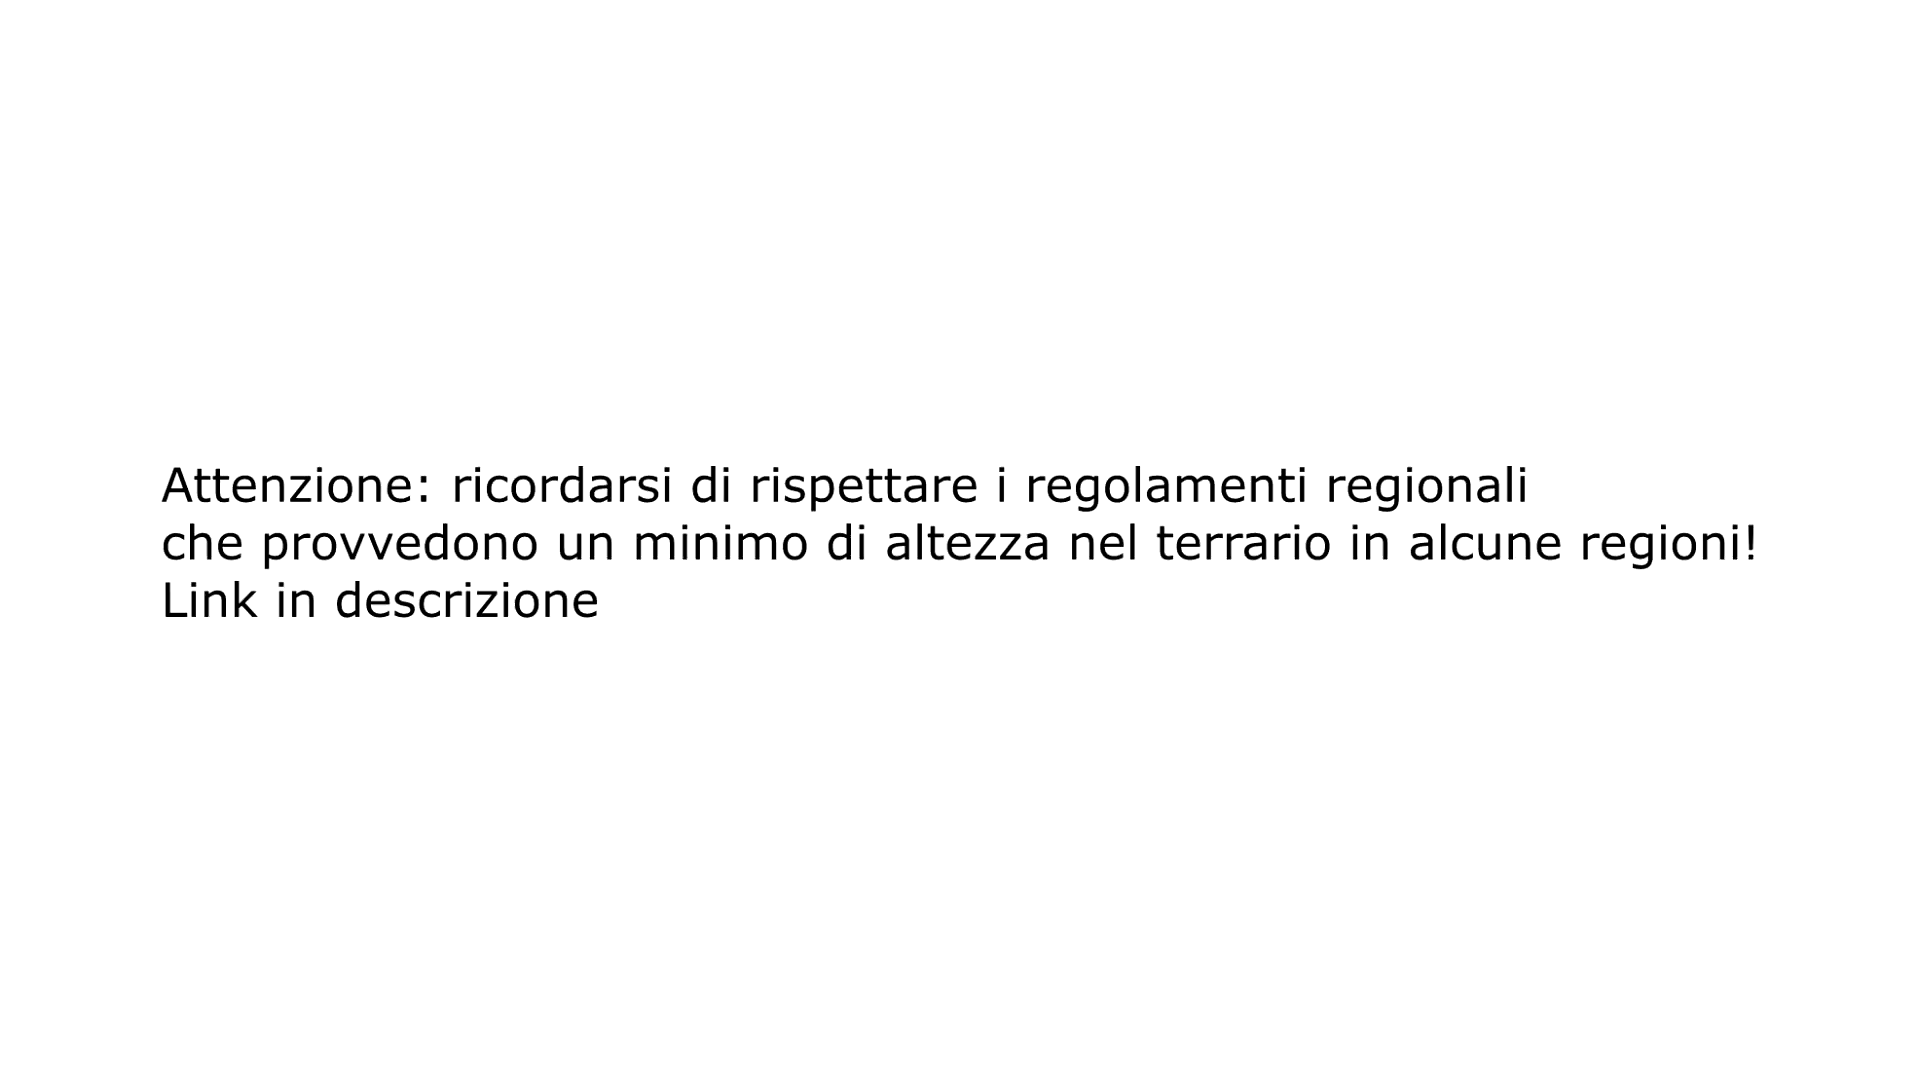 Attenzione: ricordarsi di rispettare i regolamenti regionali
che provvedono un minimo di altezza nel terrario in alcune regioni!
Link in descrizione